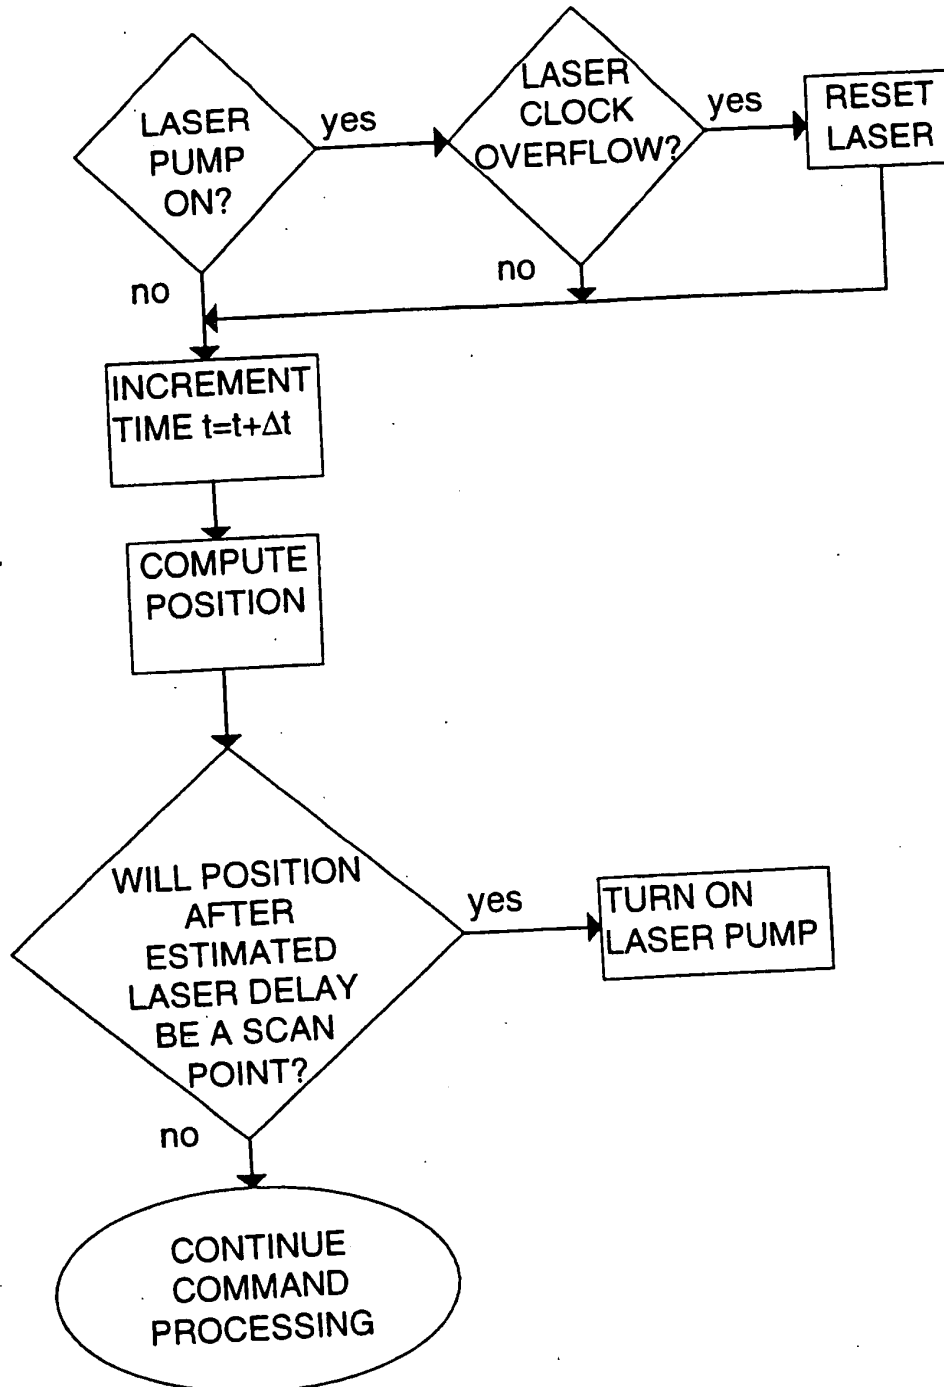 LASER
PUMP
ON?
yes
LASER
CLOCK
OVERFLOW?
yes
RESET
LASER
no
no
INCREMENT
TIME t=t+Δt
COMPUTE
POSITION
WILL POSITION
AFTER
ESTIMATED
LASER DELAY
BE A SCAN
POINT?
yes
TURN ON
LASER PUMP
no
CONTINUE
COMMAND
PROCESSING